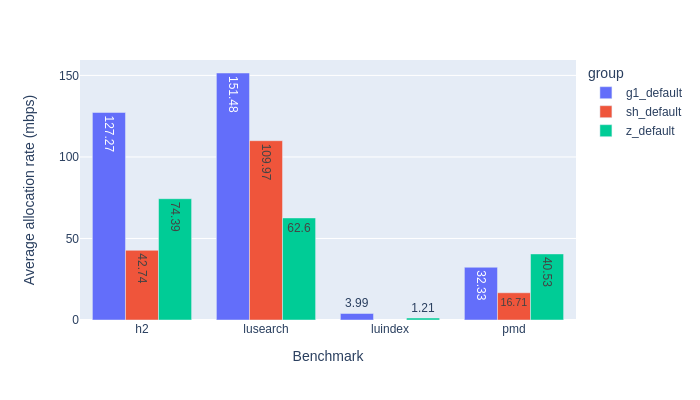 Average allocation rate (mbps)
150
100
50
0
127.27
42.74
74.39
151.48
109.97
62.6
3.99
1.21
32.33
16.71
40.53
h2
lusearch
luindex
pmd
Benchmark
group
g1_default
sh_default
z_default